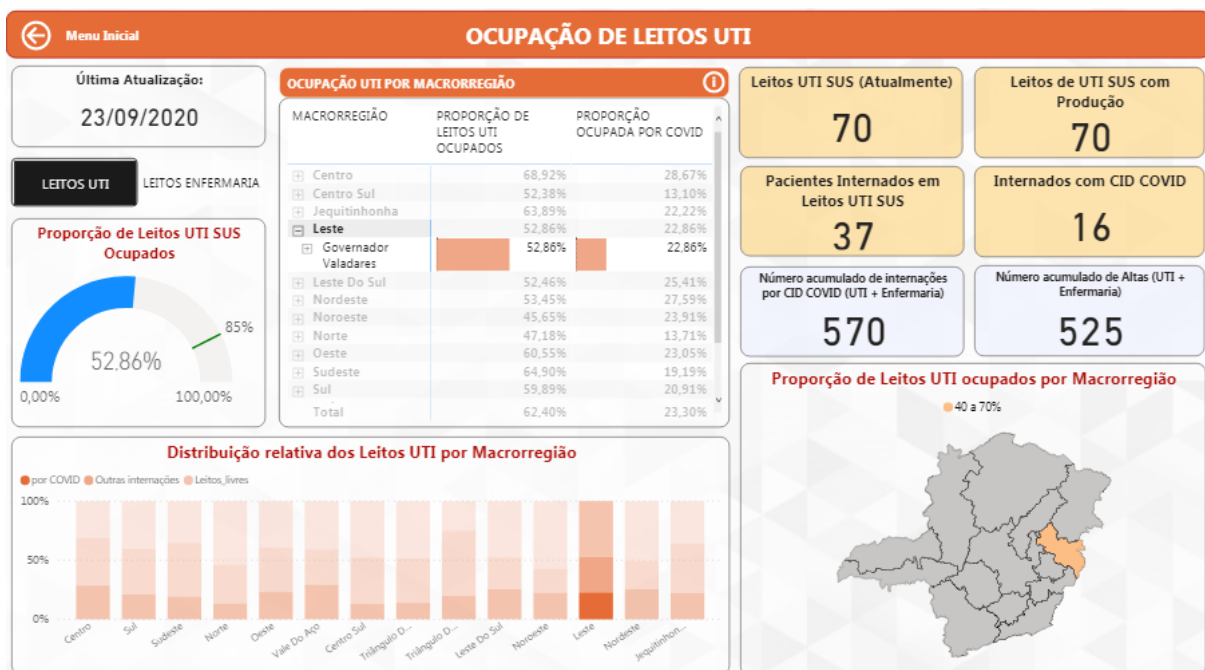 Menu Inicial
OCUPAÇÃO DE LEITOS UTI
Última Atualização:
23/09/2020
LEITOS UTI
LEITOS ENFERMARIA
Proporção de Leitos UTI SUS
Ocupados
85%
52,86%
0,00%
100,00%
OCUPAÇÃO UTI POR MACRORREGIÃO
MACRORREGIÃO PROPORÇÃO DE LEITOS UTI OCUPADOS PROPORÇÃO OCUPADA POR COVID
Centro 68,92% 28,67%
Centro Sul 52,38% 13,10%
Jequitinhonha 63,89% 22,22%
Leste 52,86% 22,86%
Governador Valadares 52,86% 22,86%
Leste Do Sul 52,46% 25,41%
Nordeste 53,45% 27,59%
Noroeste 45,65% 23,91%
Norte 47,18% 13,71%
Oeste 60,55% 23,05%
Sudeste 64,90% 19,19%
Sul 59,89% 20,91%
Total 62,40% 23,30%
Leitos UTI SUS (Atualmente)
70
Leitos de UTI SUS com
Produção
70
Pacientes Internados em
Leitos UTI SUS
37
Internados com CID COVID
16
Número acumulado de internações
por CID COVID (UTI + Enfermaria)
570
Número acumulado de Altas (UTI +
Enfermaria)
525
Distribuição relativa dos Leitos UTI por Macrorregião
por COVID Outras internações Leitos_livres
100%
50%
0%
Centro
Sul
Sudeste
Norte
Oeste
Vale Do Aço
Centro Sul
Triângulo D...
Triângulo D...
Leste Do Sul
Noroeste
Leste
Nordeste
Jequitinhon...
Proporção de Leitos UTI ocupados por Macrorregião
40 a 70%